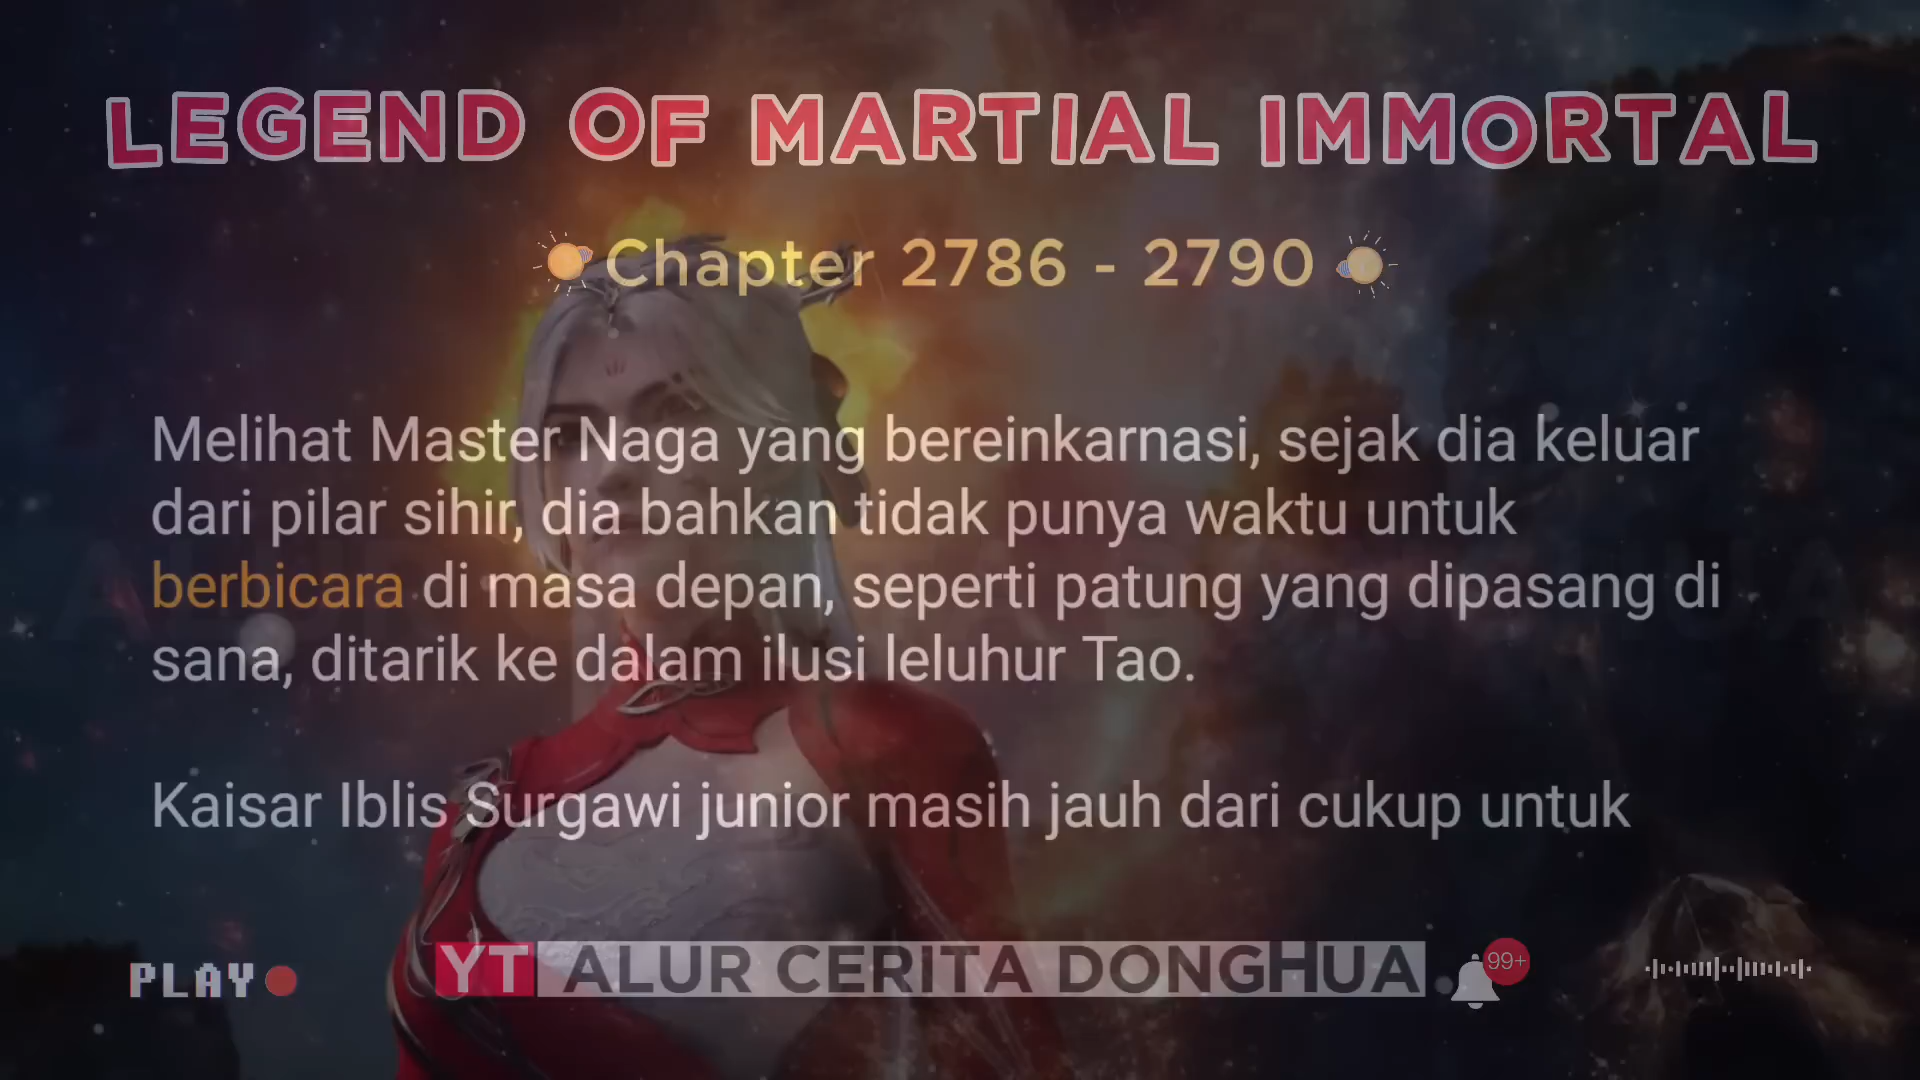 LEGEND OF MARTIAL IMMORTAL
Chapter 2786 - 2790
Melihat Master Naga yang bereinkarnasi, sejak dia keluar
dari pilar sihir, dia bahkan tidak punya waktu untuk
berbicara di masa depan, seperti patung yang dipasang di
sana, ditarik ke dalam ilusi leluhur Tao.
Kaisar Iblis Surgawi junior masih jauh dari cukup untuk
PLAY
YT ALUR CERITA DONGHUA
99+